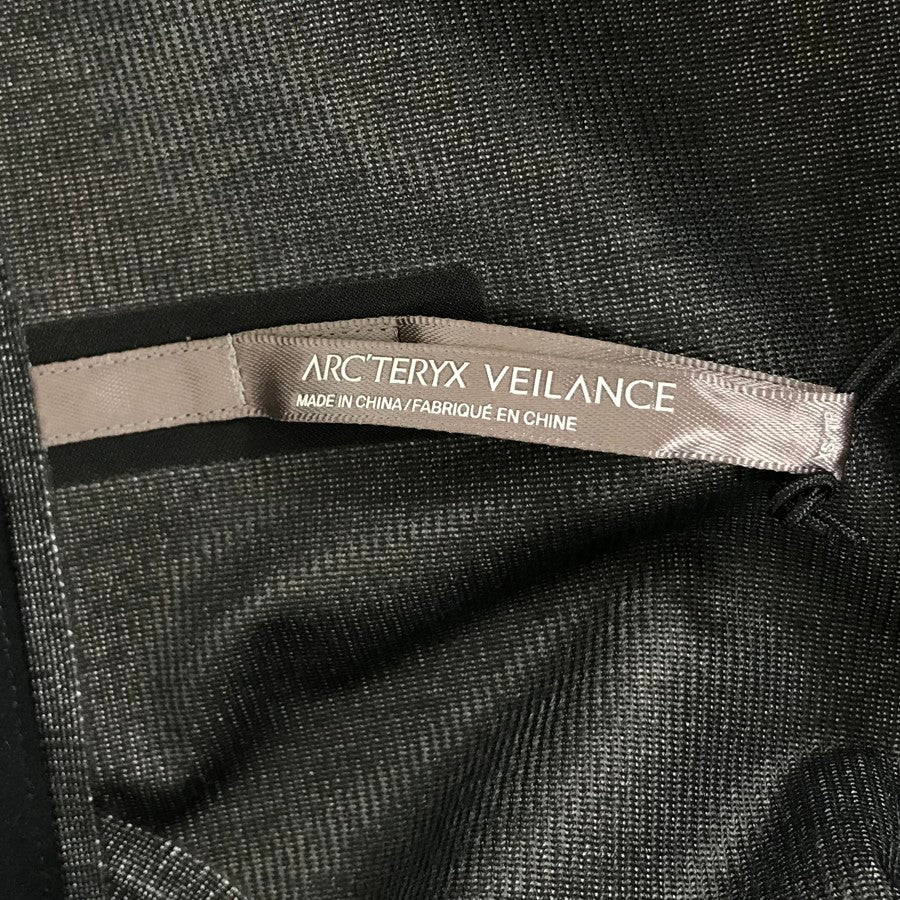 ARC'TERYX VEILANCE
MADE IN CHINA/FABRIQUÉ EN CHINE